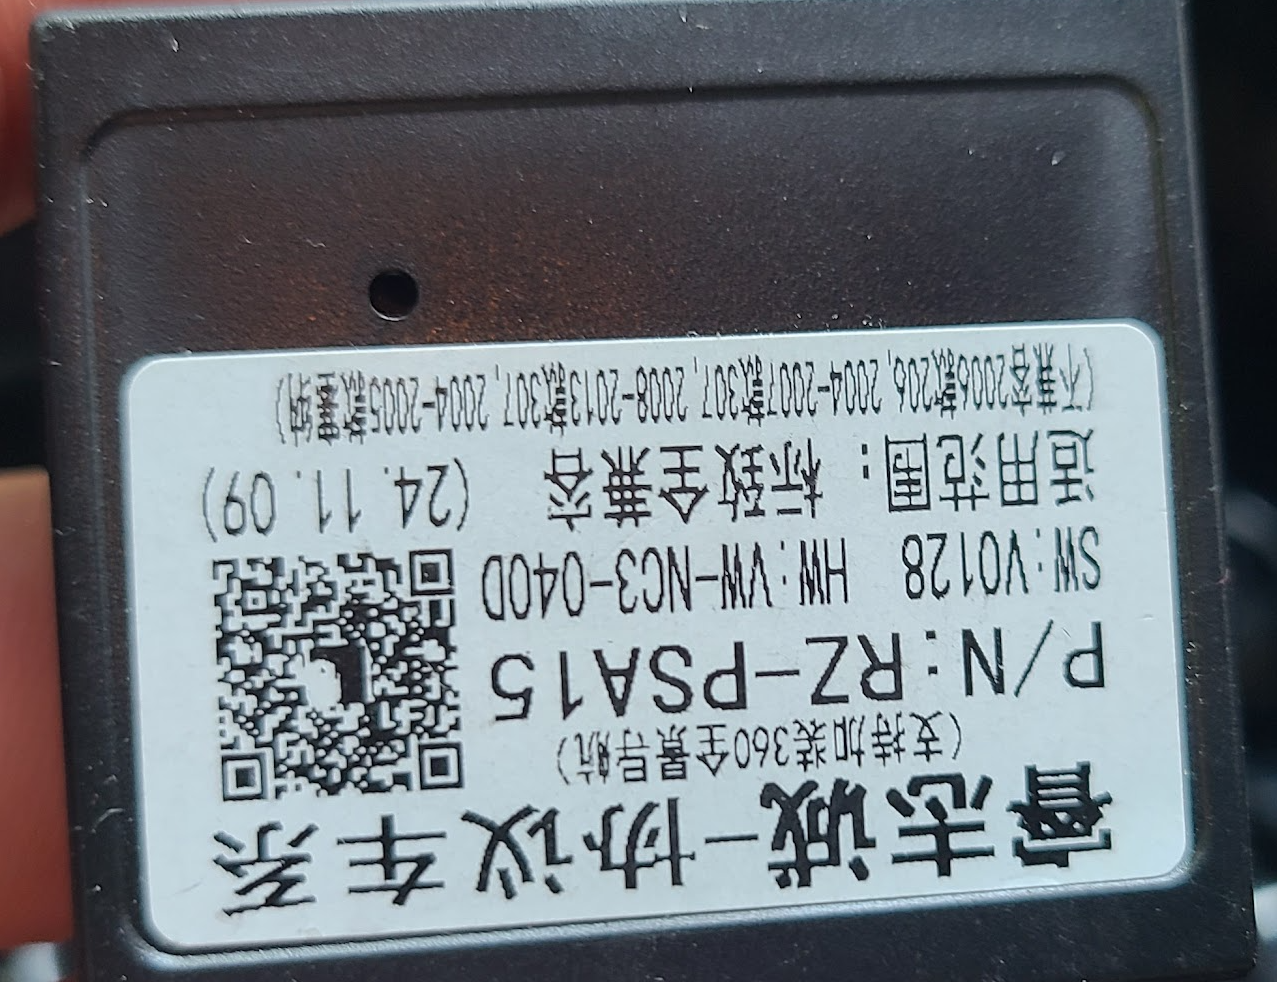 睿志诚-协议车系
(支持加装360全景导航)
P/N:RZ-PSA15
SW:V0128 HW:VW-NC3-040D
适用范围: 标致全兼容 (24.11.09)
(不兼容2006款206, 2004-2007款307, 2008-2013款307, 2004-2005款雪铁纳)